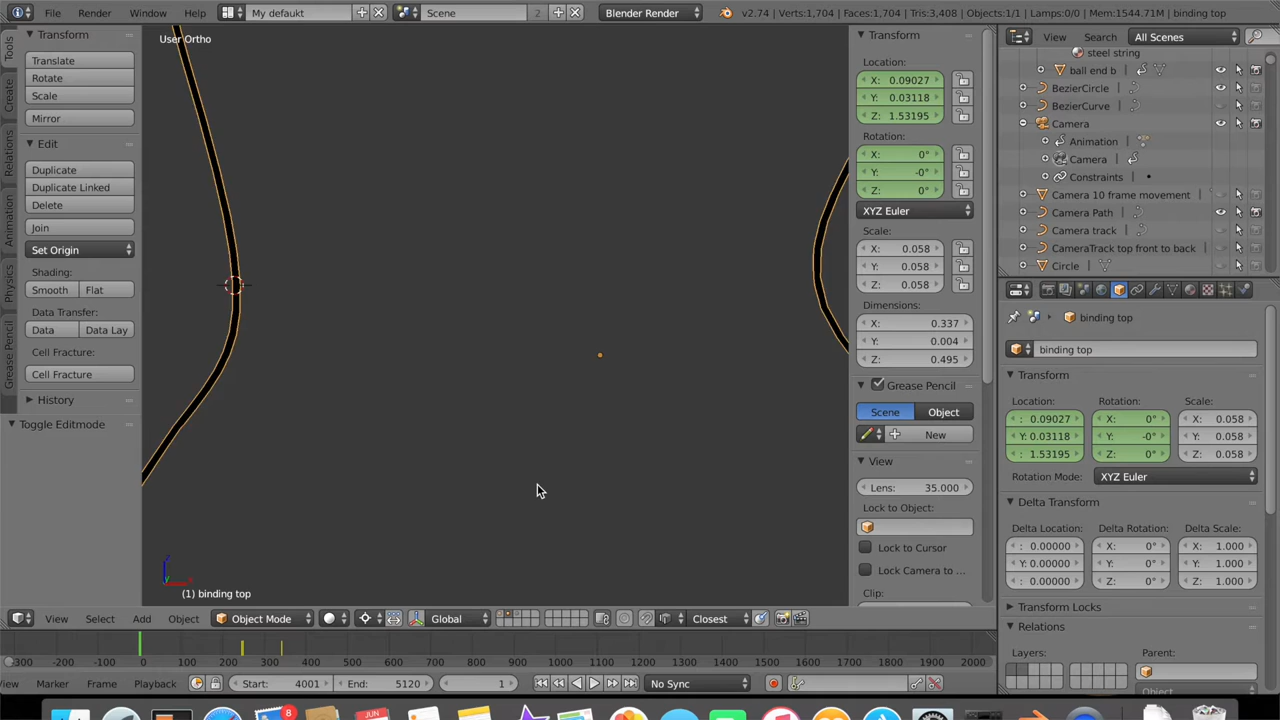 File Render Window Help My defaukt Scene 2 Blender Render v2.74 | Verts:1,704 | Faces:1,704 | Tris:3,408 | Objects:1/1 | Lamps:0/0 | Mem:1544.71M | binding top
Tools
Create
Relations
Animation
Physics
Grease Pencil
Transform
Translate
Rotate
Scale
Mirror
Edit
Duplicate
Duplicate Linked
Delete
Join
Set Origin
Shading:
Smooth Flat
Data Transfer:
Data Data Lay
Cell Fracture:
Cell Fracture
History
Toggle Editmode
User Ortho
(1) binding top
Transform
Location:
X: 0.09027
Y: 0.03118
Z: 1.53195
Rotation:
X: 0°
Y: -0°
Z: 0°
XYZ Euler
Scale:
X: 0.058
Y: 0.058
Z: 0.058
Dimensions:
X: 0.337
Y: 0.004
Z: 0.495
Grease Pencil
Scene Object
New
View
Lens: 35.000
Lock to Object:
Lock to Cursor
Lock Camera to ...
Clip:
View Search All Scenes
steel string
ball end b
BezierCircle
BezierCurve
Camera
Animation
Camera
Constraints
Camera 10 frame movement
Camera Path
Camera track
CameraTrack top front to back
Circle
binding top
binding top
Transform
Location: Rotation: Scale:
: 0.09027 X: 0° X: 0.058
Y: 0.03118 Y: -0° Y: 0.058
: 1.53195 Z: 0° Z: 0.058
Rotation Mode: XYZ Euler
Delta Transform
Delta Location: Delta Rotation: Delta Scale:
: 0.00000 X: 0° X: 1.000
Y: 0.00000 Y: 0° Y: 1.000
: 0.00000 Z: 0° Z: 1.000
Transform Locks
Relations
Layers: Parent:
View Select Add Object Object Mode Global Closest
-300 -200 -100 0 100 200 300 400 500 600 700 800 900 1000 1100 1200 1300 1400 1500 1600 1700 1800 1900 2000
View Marker Frame Playback Start: 4001 End: 5120 1 No Sync
8 JUN